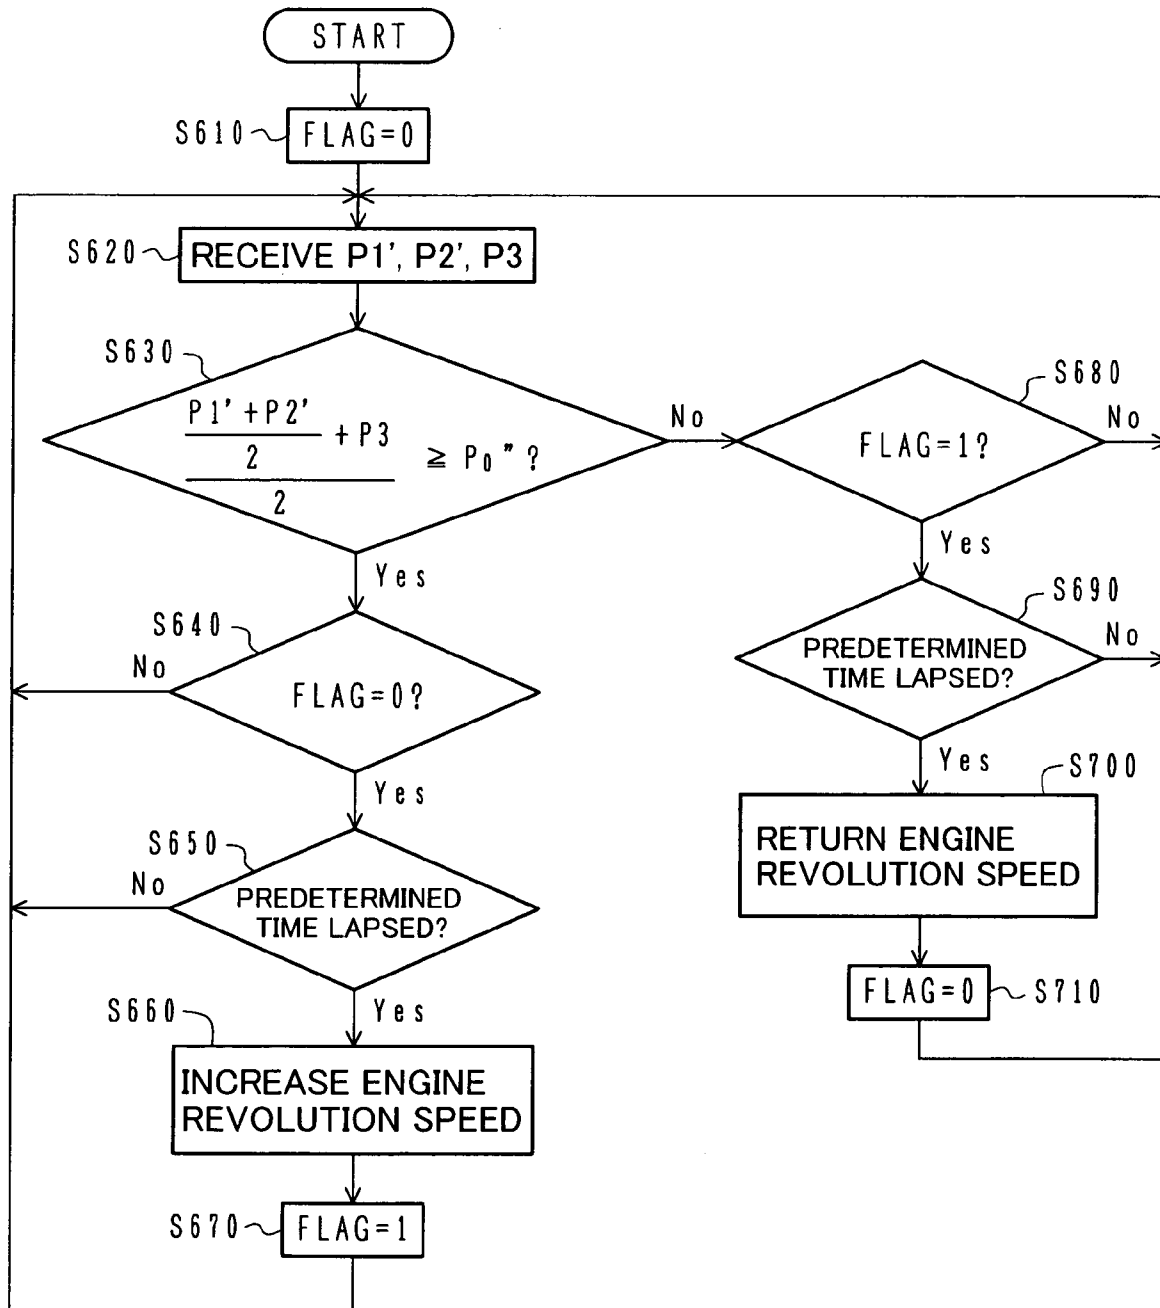 START
S610
FLAG=0
S620
RECEIVE P1', P2', P3
S630
P1'+P2'
2
+ P3
2
≧ P0" ?
No
Yes
S640
No
FLAG=0?
Yes
S650
No
PREDETERMINED
TIME LAPSED?
Yes
S660
INCREASE ENGINE
REVOLUTION SPEED
S670
FLAG=1
S680
No
FLAG=1?
Yes
S690
No
PREDETERMINED
TIME LAPSED?
Yes
S700
RETURN ENGINE
REVOLUTION SPEED
FLAG=0
S710